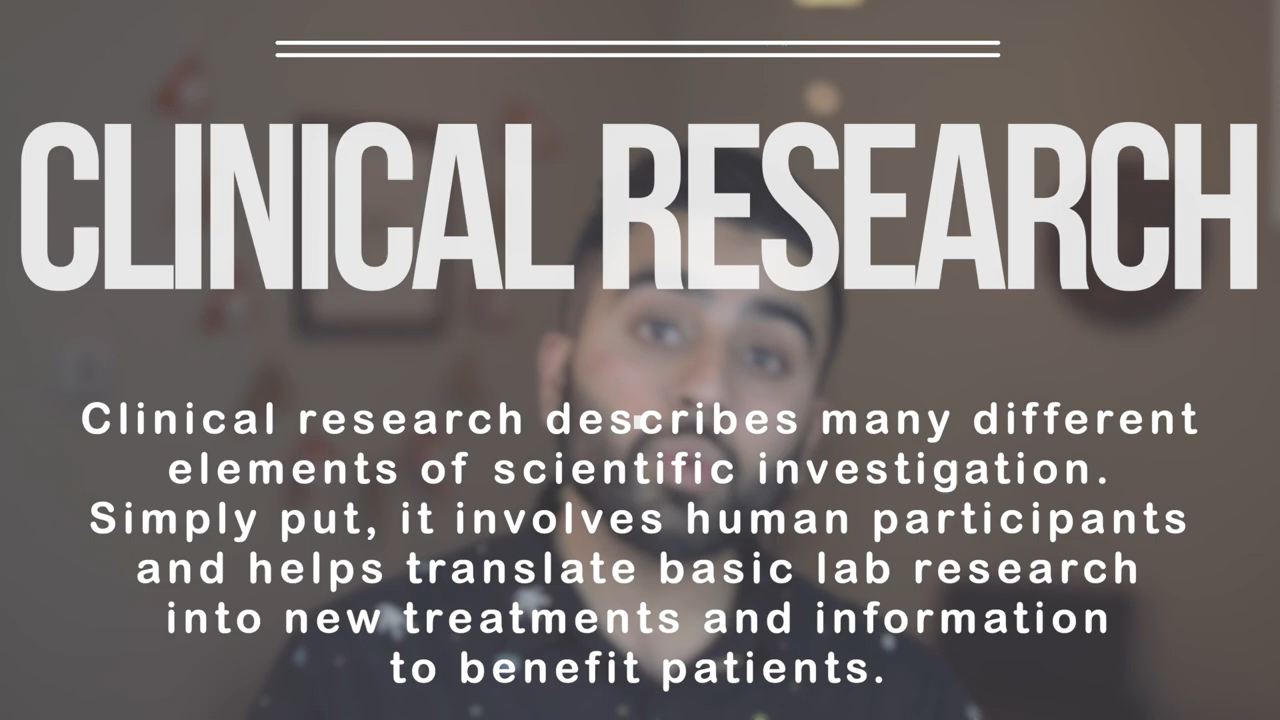 CLINICAL RESEARCH
Clinical research describes many different
elements of scientific investigation.
Simply put, it involves human participants
and helps translate basic lab research
into new treatments and information
to benefit patients.